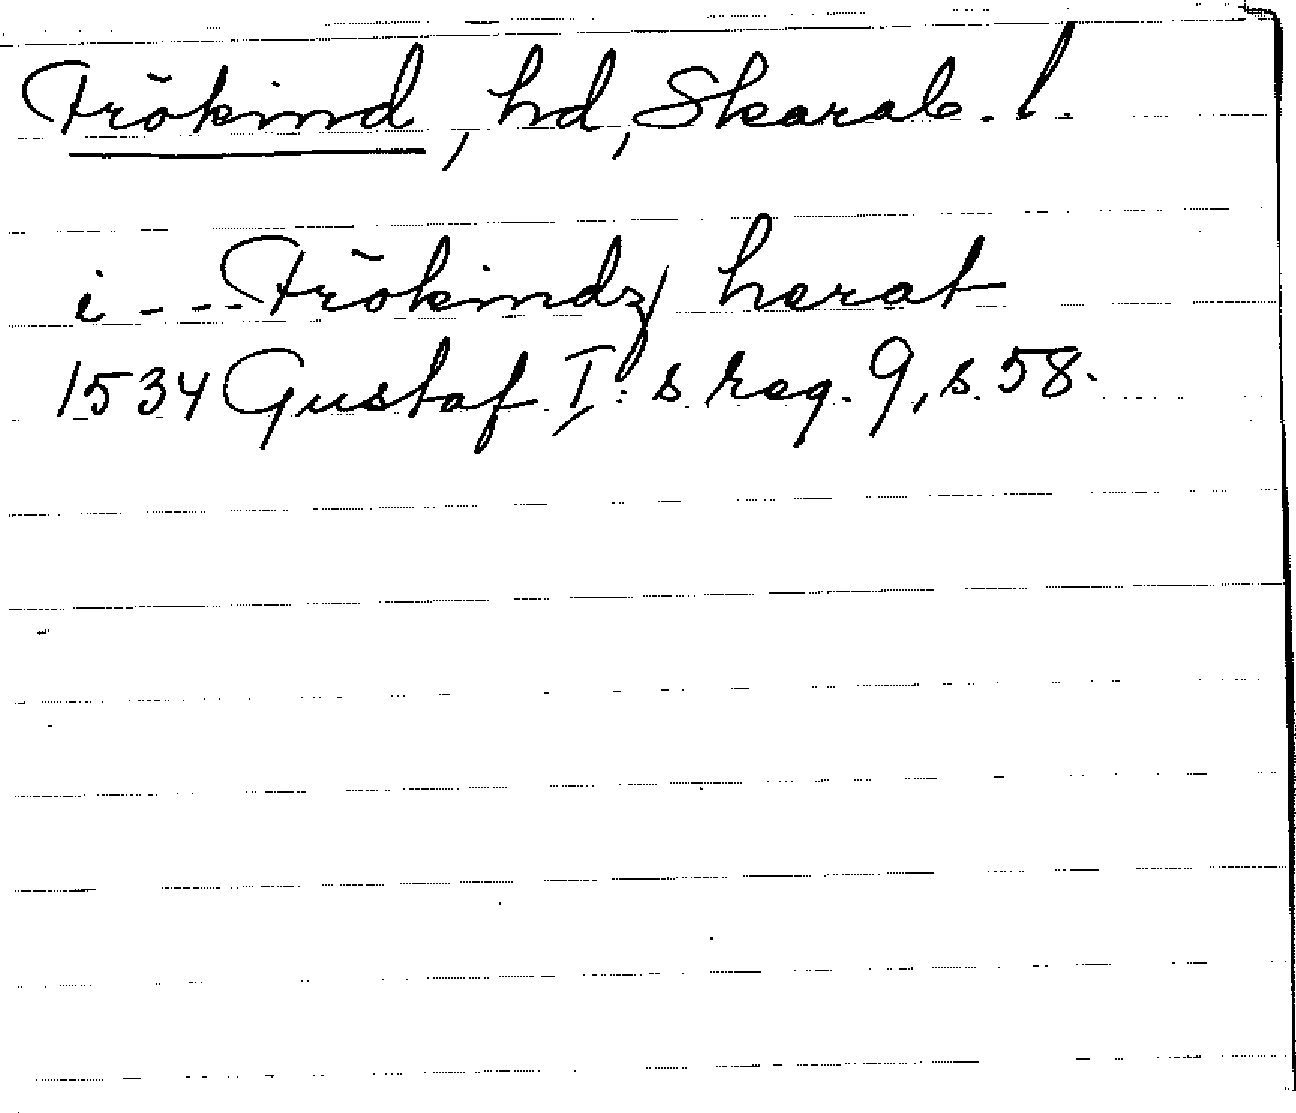 Frökind, hd, Skarab. l.
i - - - Frökindz herat
1534 Gustaf I:s reg. 9, s. 58.